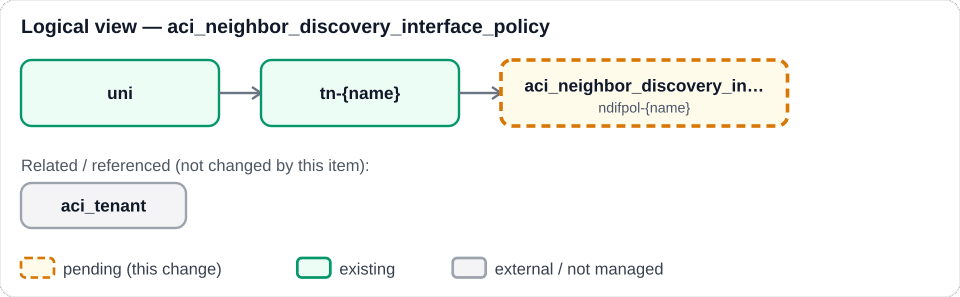 Logical view — aci_neighbor_discovery_interface_policy
uni
tn-{name}
aci_neighbor_discovery_in...
ndifpol-{name}
Related / referenced (not changed by this item):
aci_tenant
pending (this change)
existing
external / not managed